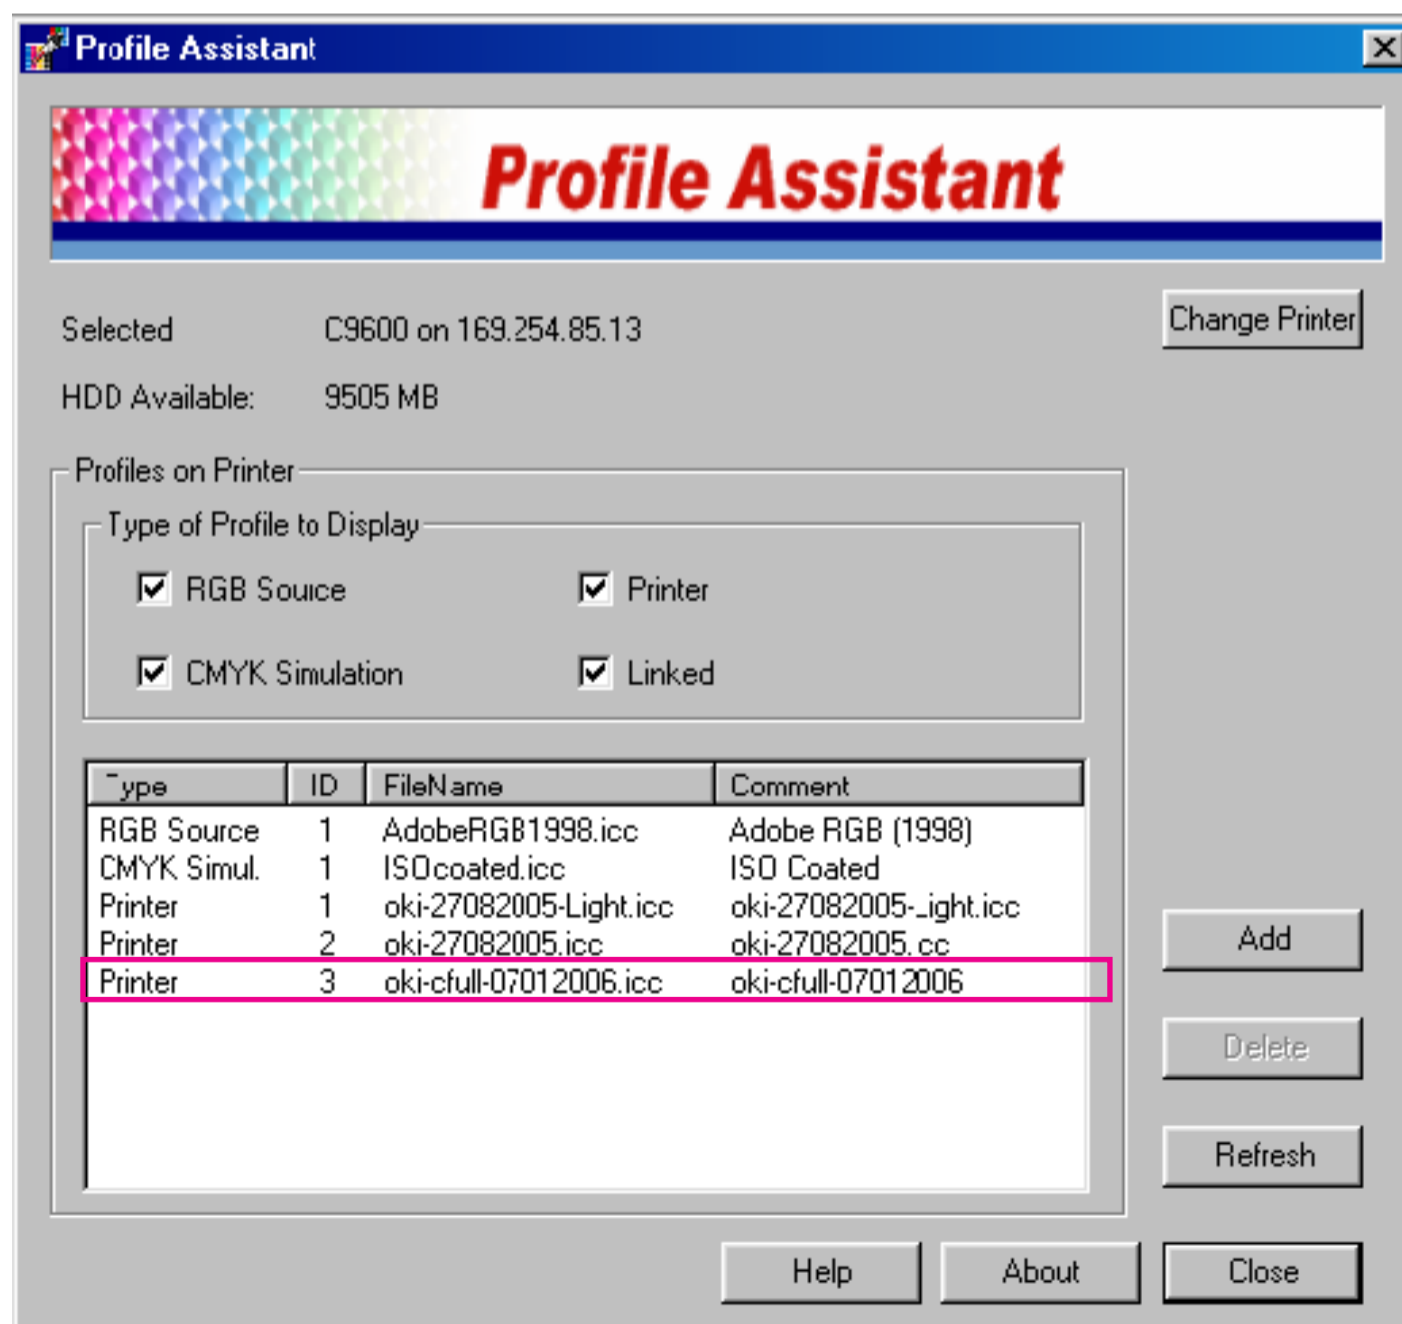 Profile Assistant
Profile Assistant
Selected C9600 on 169.254.85.13 Change Printer
HDD Available: 9505 MB
Profiles on Printer
Type of Profile to Display
RGB Source Printer
CMYK Simulation Linked
Type ID FileName Comment
RGB Source 1 AdobeRGB1998.icc Adobe RGB (1998)
CMYK Simul. 1 ISOcoated.icc ISO Coated
Printer 1 oki-27082005-Light.icc oki-27082005-Light.icc
Printer 2 oki-27082005.icc oki-27082005.icc
Printer 3 oki-cfull-07012006.icc oki-cfull-07012006
Add
Delete
Refresh
Help About Close